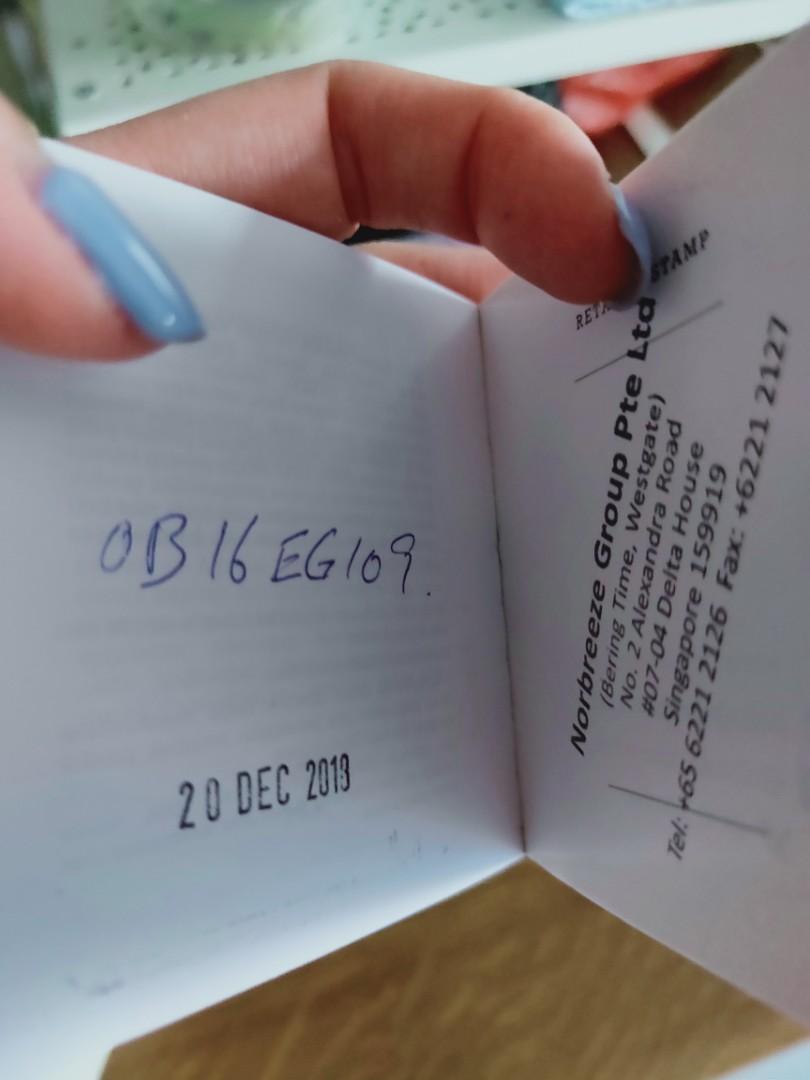 OB16EG109.
20 DEC 2018
STAMP
Norbreeze Group Pte Ltd
(Bering Time, Westgate)
No. 2 Alexandra Road
#07-04 Delta House
Singapore 159919
Tel: +65 6221 2126 Fax: +6221 2127